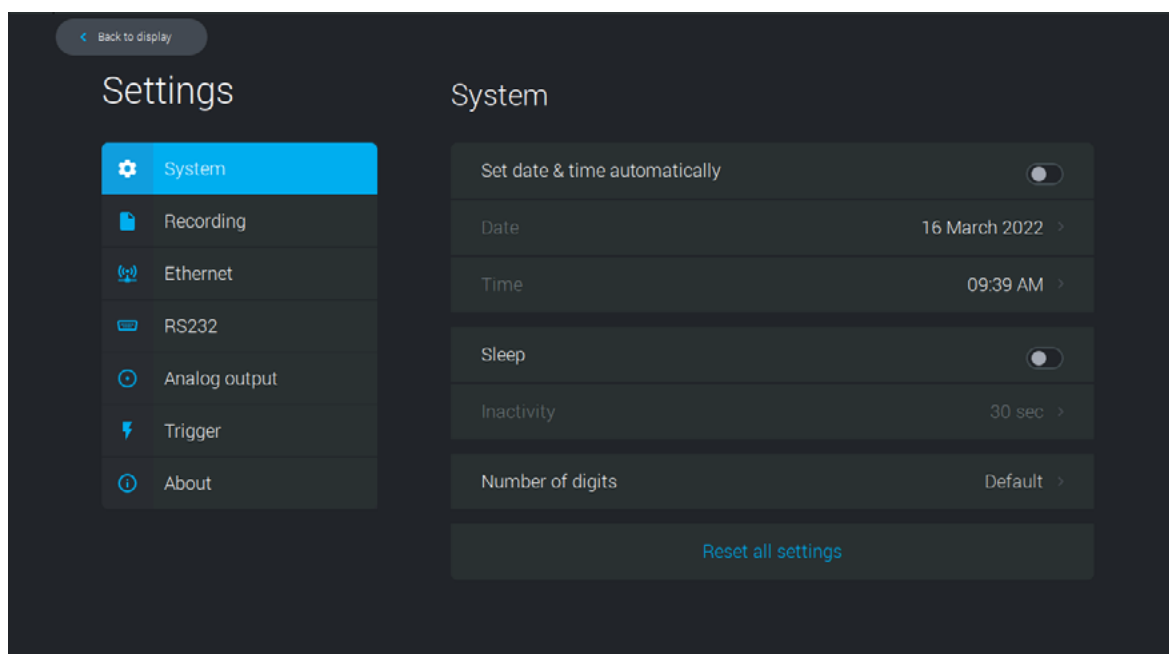 Back to display
Settings
System
Recording
Ethernet
RS232
Analog output
Trigger
About
System
Set date & time automatically
Date 16 March 2022
Time 09:39 AM
Sleep
Inactivity 30 sec
Number of digits Default
Reset all settings